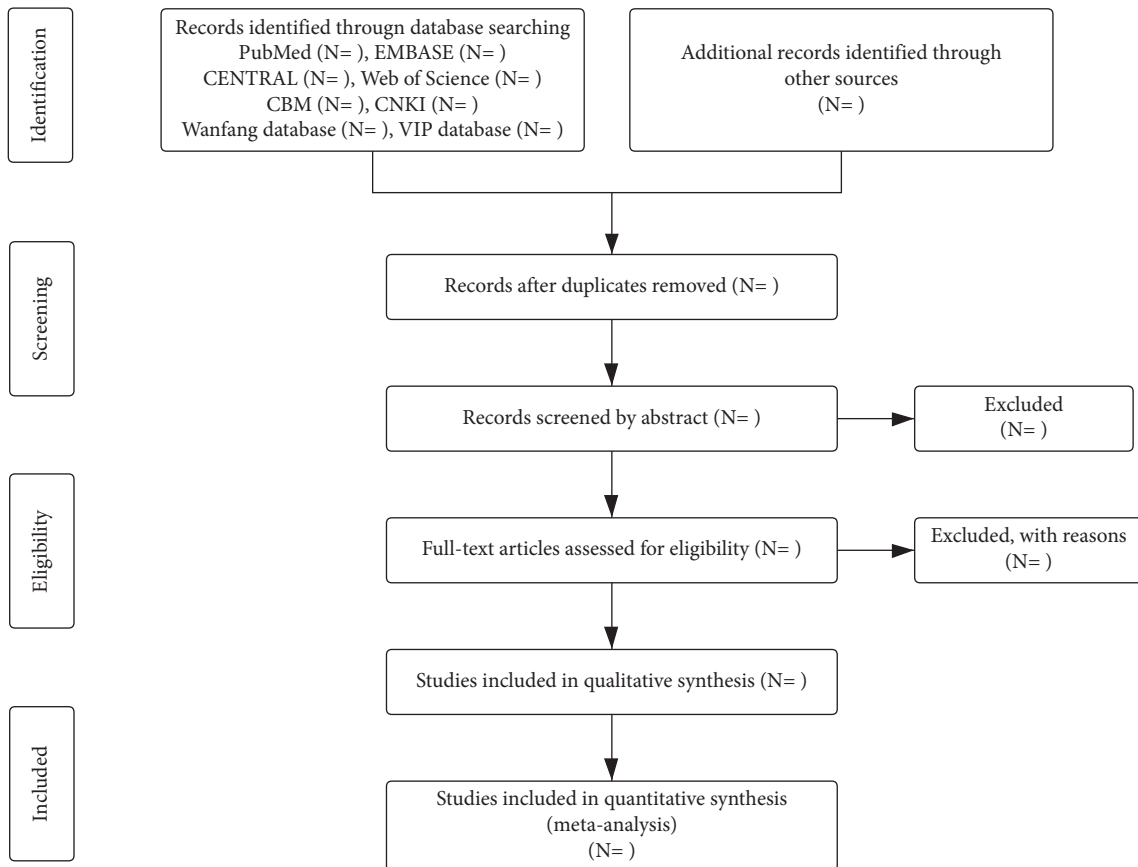 Identification
Records identified througn database searching
PubMed (N= ), EMBASE (N= )
CENTRAL (N= ), Web of Science (N= )
CBM (N= ), CNKI (N= )
Wanfang database (N= ), VIP database (N= )
Additional records identified through
other sources
(N= )
Screening
Records after duplicates removed (N= )
Records screened by abstract (N= )
Excluded
(N= )
Eligibility
Full-text articles assessed for eligibility (N= )
Excluded, with reasons
(N= )
Studies included in qualitative synthesis (N= )
Included
Studies included in quantitative synthesis
(meta-analysis)
(N= )